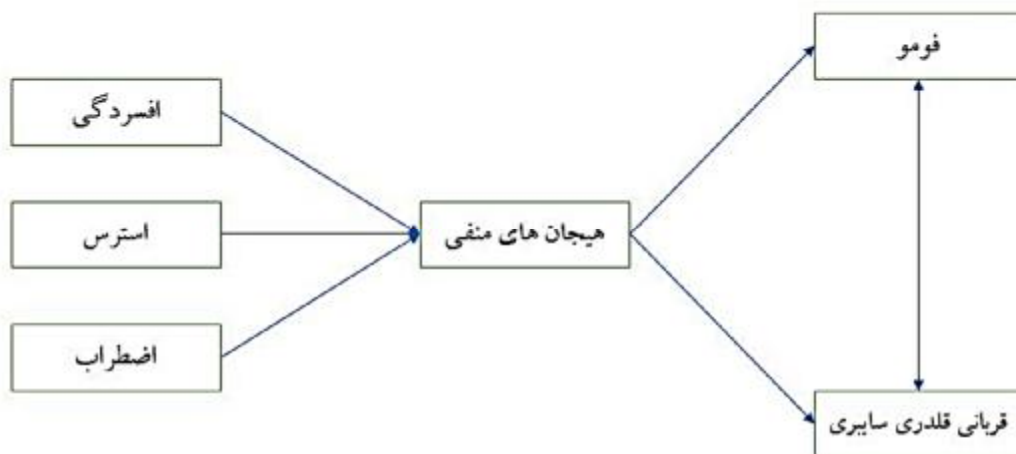 فومو
افسردگی
استرس
هیجان های منفی
اضطراب
قربانی قلدری سایبری